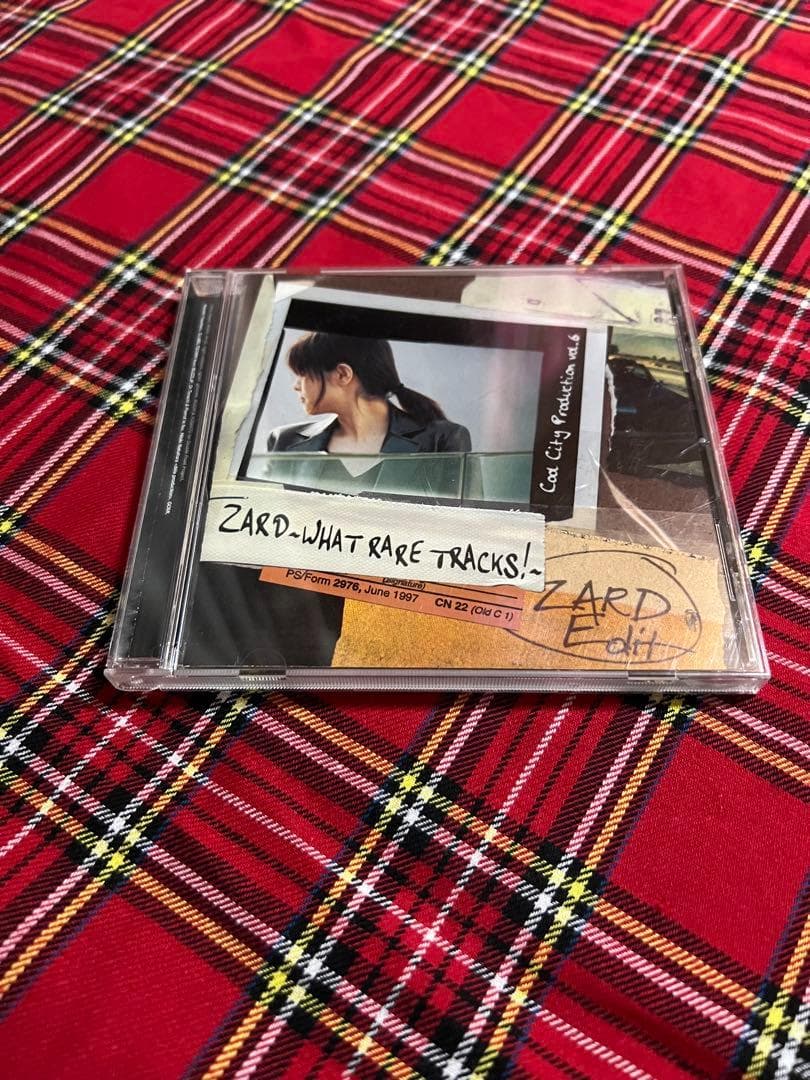 Cool City Production vol.6
ZARD~WHAT RARE TRACKS!~
(signature)
PS/Form 2976, June 1997 CN 22 (Old C 1)
ZARD
Edit